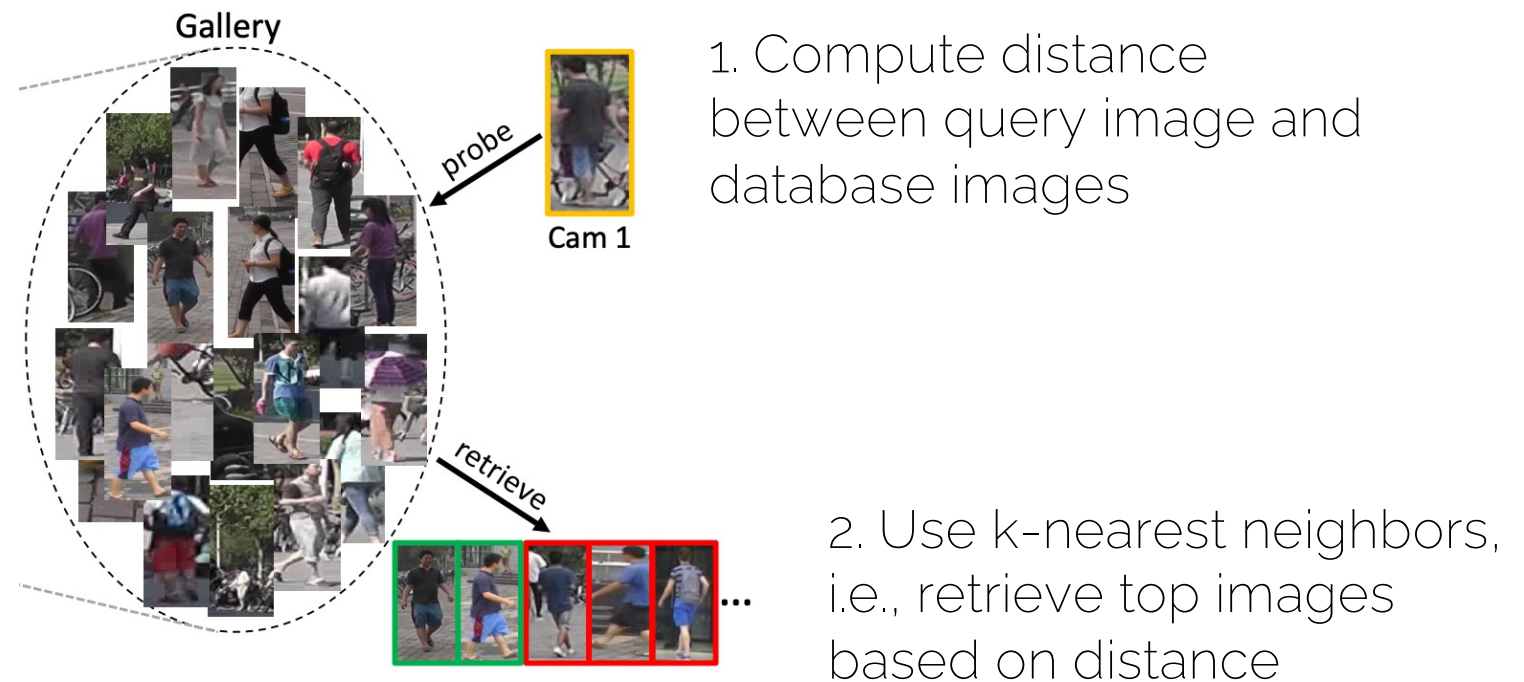 Gallery
probe
Cam 1
1. Compute distance
between query image and
database images
retrieve
...
2. Use k-nearest neighbors,
i.e., retrieve top images
based on distance